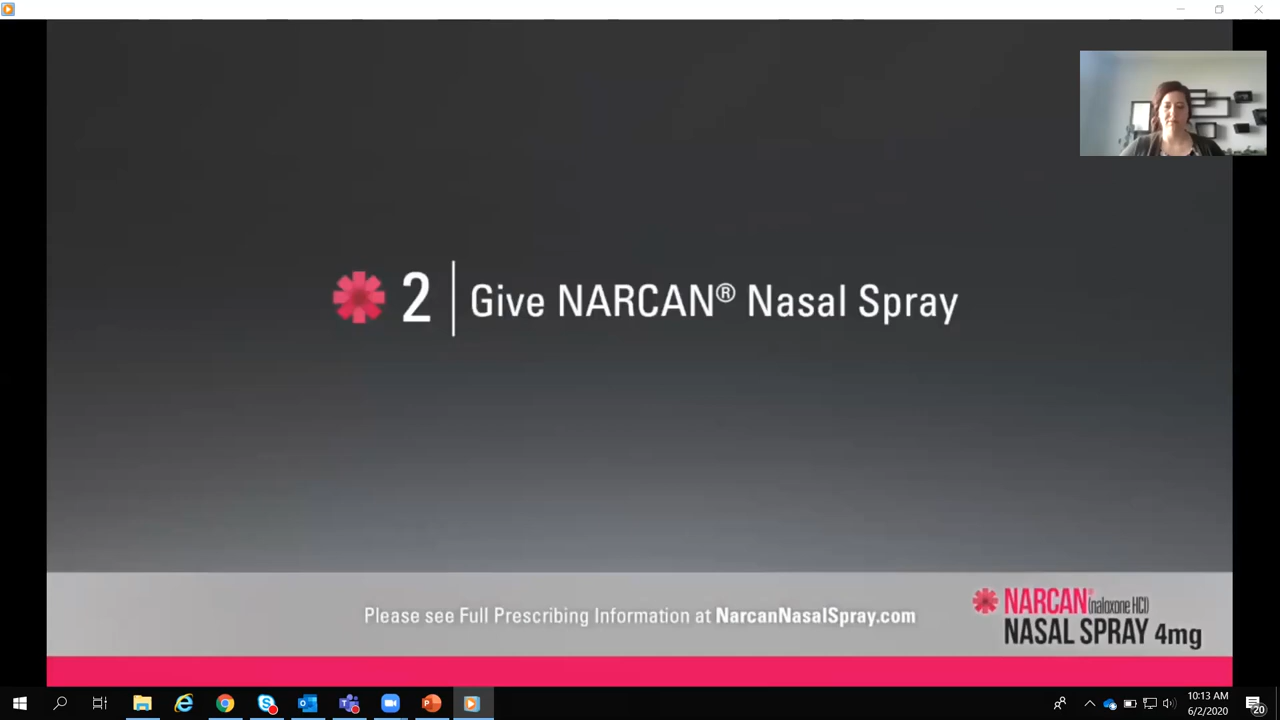 2 Give NARCAN® Nasal Spray
Please see Full Prescribing Information at NarcanNasalSpray.com
NARCAN® (naloxone HCl)
NASAL SPRAY 4mg
10:13 AM
6/2/2020
20